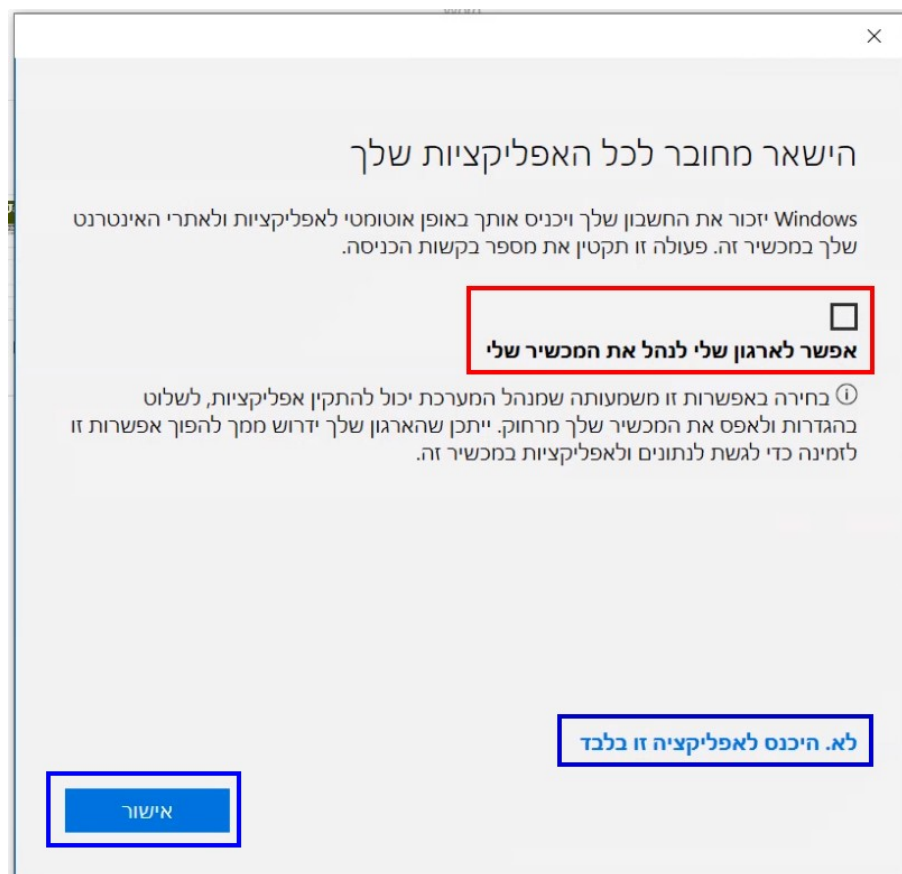 הישאר מחובר לכל האפליקציות שלך
Windows יזכור את החשבון שלך ויכניס אותך באופן אוטומטי לאפליקציות ולאתרי האינטרנט
שלך במכשיר זה. פעולה זו תקטין את מספר בקשות הכניסה.
אפשר לארגון שלי לנהל את המכשיר שלי
בחירה באפשרות זו משמעותה שמנהל המערכת יכול להתקין אפליקציות, לשלוט
בהגדרות ולאפס את המכשיר שלך מרחוק. ייתכן שהארגון שלך ידרוש ממך להפוך אפשרות זו
לזמינה כדי לגשת לנתונים ולאפליקציות במכשיר זה.
לא. היכנס לאפליקציה זו בלבד
אישור